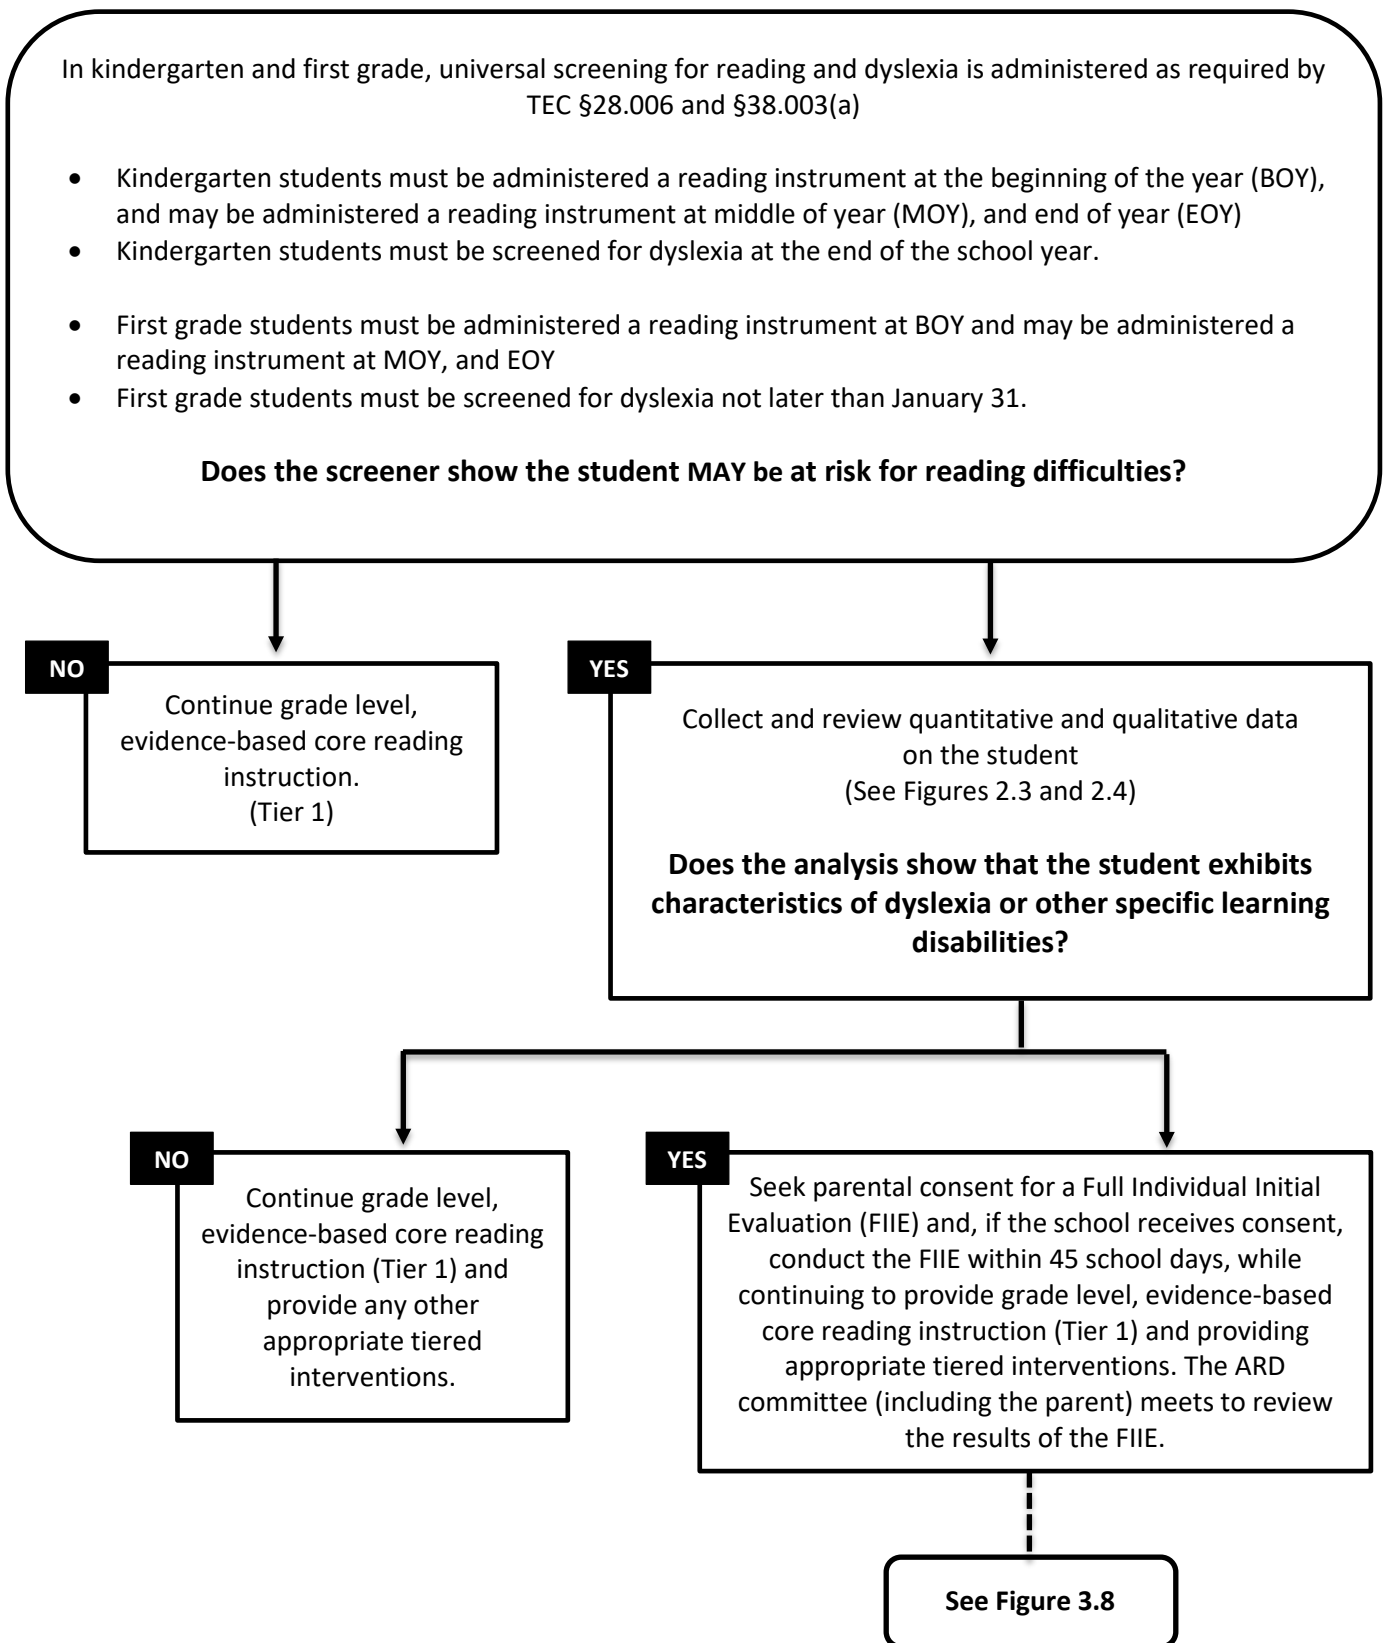 In kindergarten and first grade, universal screening for reading and dyslexia is administered as required by
TEC §28.006 and §38.003(a)
• Kindergarten students must be administered a reading instrument at the beginning of the year (BOY),
and may be administered a reading instrument at middle of year (MOY), and end of year (EOY)
• Kindergarten students must be screened for dyslexia at the end of the school year.
• First grade students must be administered a reading instrument at BOY and may be administered a
reading instrument at MOY, and EOY
• First grade students must be screened for dyslexia not later than January 31.
Does the screener show the student MAY be at risk for reading difficulties?
NO
Continue grade level,
evidence-based core reading
instruction.
(Tier 1)
YES
Collect and review quantitative and qualitative data
on the student
(See Figures 2.3 and 2.4)
Does the analysis show that the student exhibits
characteristics of dyslexia or other specific learning
disabilities?
NO
Continue grade level,
evidence-based core reading
instruction (Tier 1) and
provide any other
appropriate tiered
interventions.
YES
Seek parental consent for a Full Individual Initial
Evaluation (FIIE) and, if the school receives consent,
conduct the FIIE within 45 school days, while
continuing to provide grade level, evidence-based
core reading instruction (Tier 1) and providing
appropriate tiered interventions. The ARD
committee (including the parent) meets to review
the results of the FIIE.
See Figure 3.8